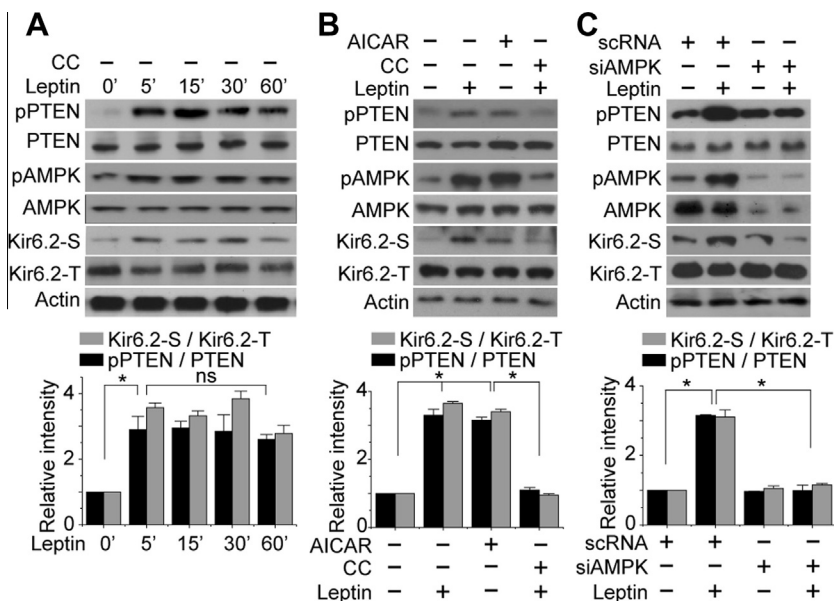 A
CC – – – – –
Leptin 0' 5' 15' 30' 60'
pPTEN
PTEN
pAMPK
AMPK
Kir6.2-S
Kir6.2-T
Actin
Kir6.2-S / Kir6.2-T
pPTEN / PTEN
* ns
Relative intensity
4
2
0
Leptin 0' 5' 15' 30' 60'
B
AICAR – – + –
CC – – – +
Leptin – + – +
pPTEN
PTEN
pAMPK
AMPK
Kir6.2-S
Kir6.2-T
Actin
Kir6.2-S / Kir6.2-T
pPTEN / PTEN
* *
Relative intensity
4
2
0
AICAR – – + –
CC – – – +
Leptin – + – +
C
scRNA + + – –
siAMPK – – + +
Leptin – + – +
pPTEN
PTEN
pAMPK
AMPK
Kir6.2-S
Kir6.2-T
Actin
Kir6.2-S / Kir6.2-T
pPTEN / PTEN
* *
Relative intensity
4
2
0
scRNA + + – –
siAMPK – – + +
Leptin – + – +